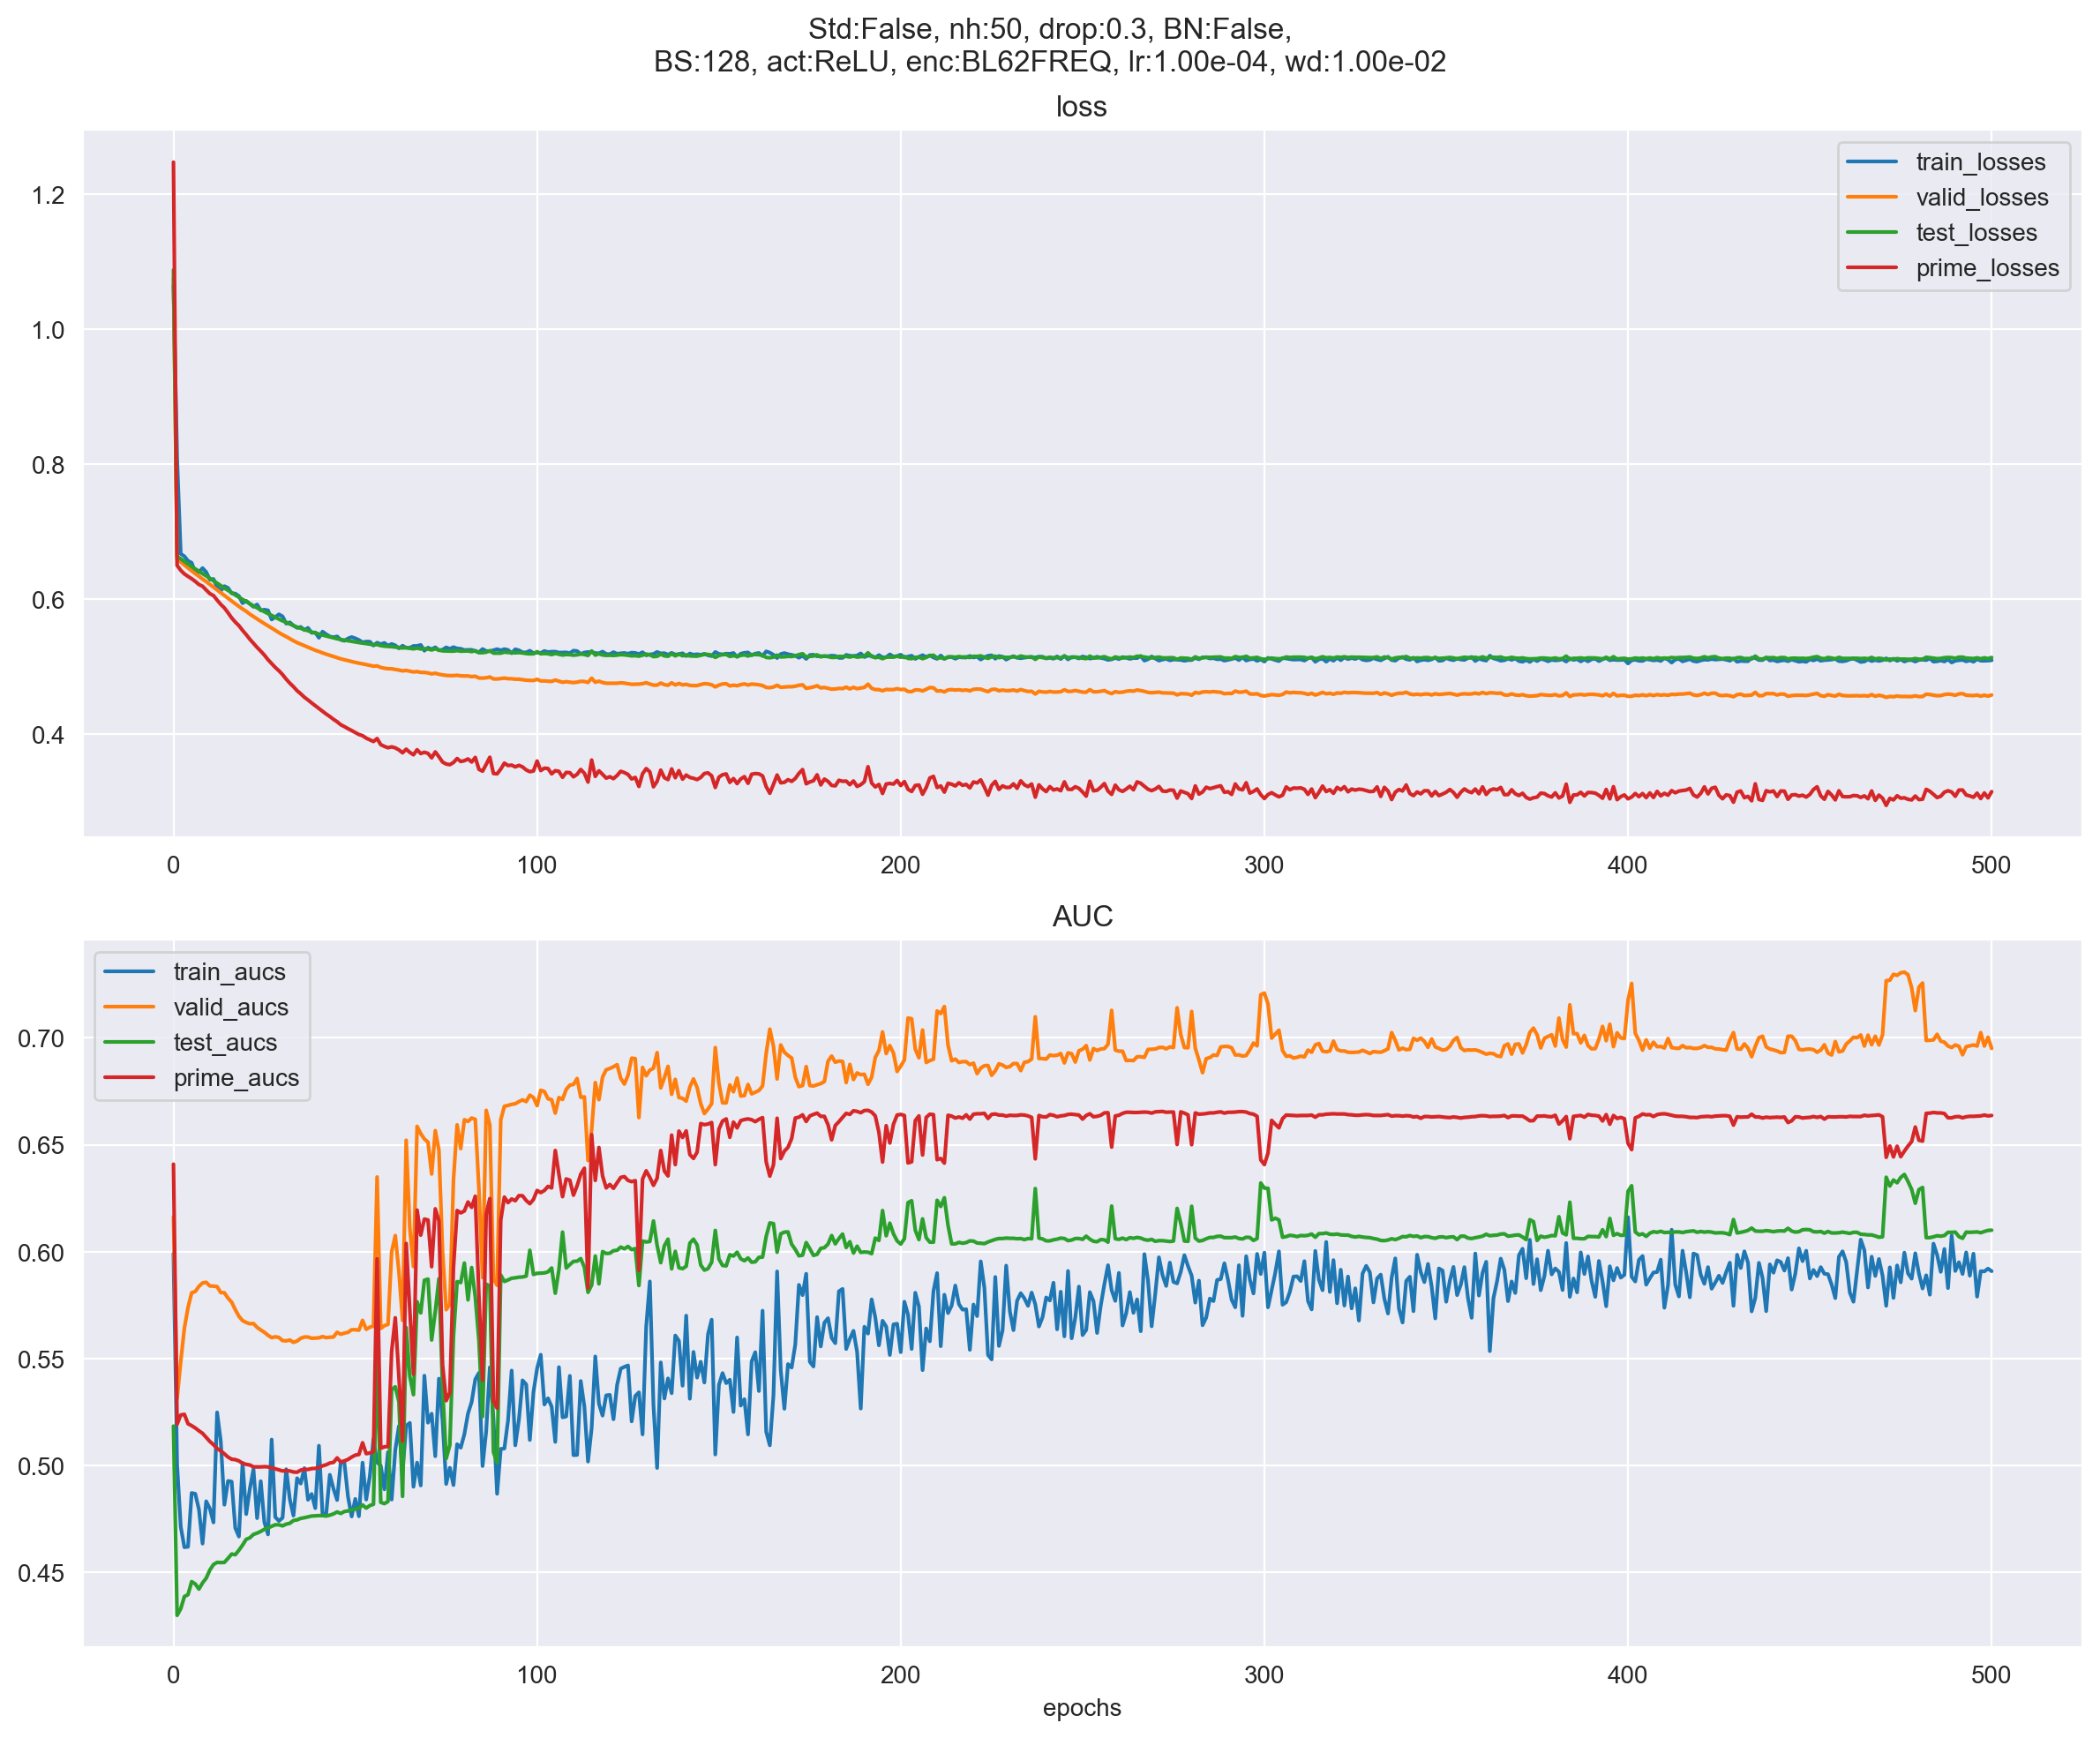 Std:False, nh:50, drop:0.3, BN:False,
BS:128, act:ReLU, enc:BL62FREQ, lr:1.00e-04, wd:1.00e-02
loss
train_losses
valid_losses
test_losses
prime_losses
1.2
1.0
0.8
0.6
0.4
0 100 200 300 400 500
AUC
train_aucs
valid_aucs
test_aucs
prime_aucs
0.70
0.65
0.60
0.55
0.50
0.45
0 100 200 300 400 500
epochs